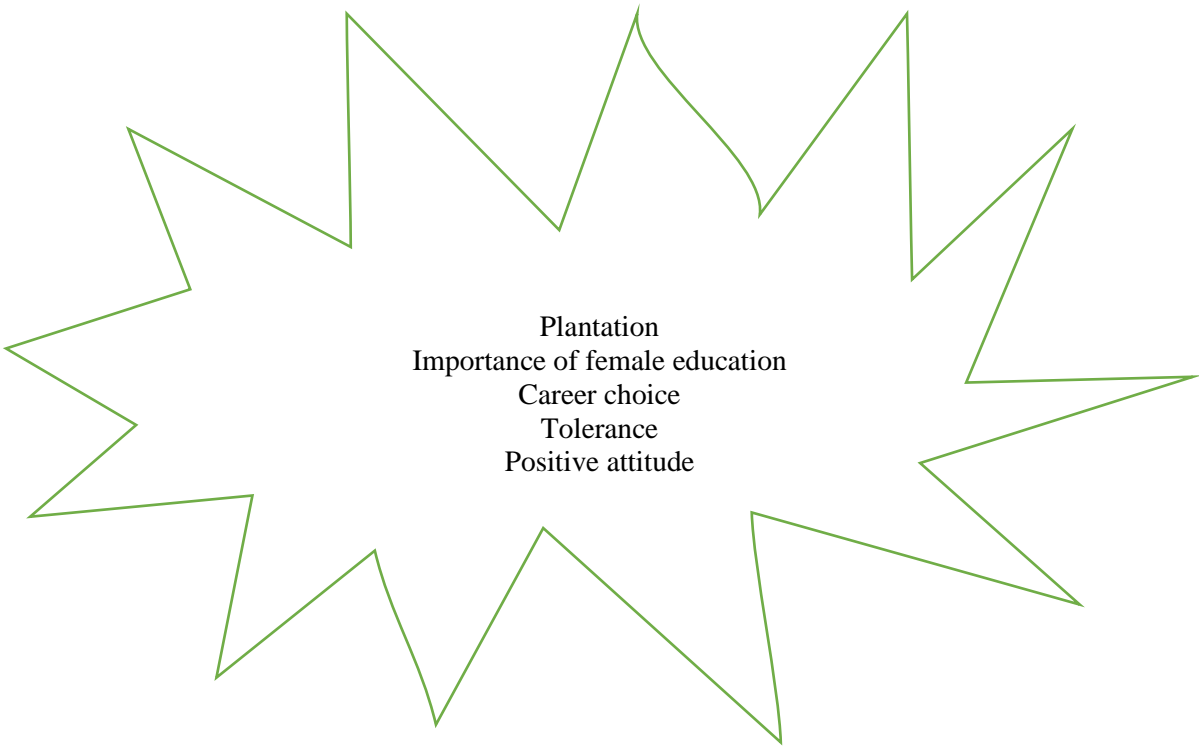 Plantation
Importance of female education
Career choice
Tolerance
Positive attitude